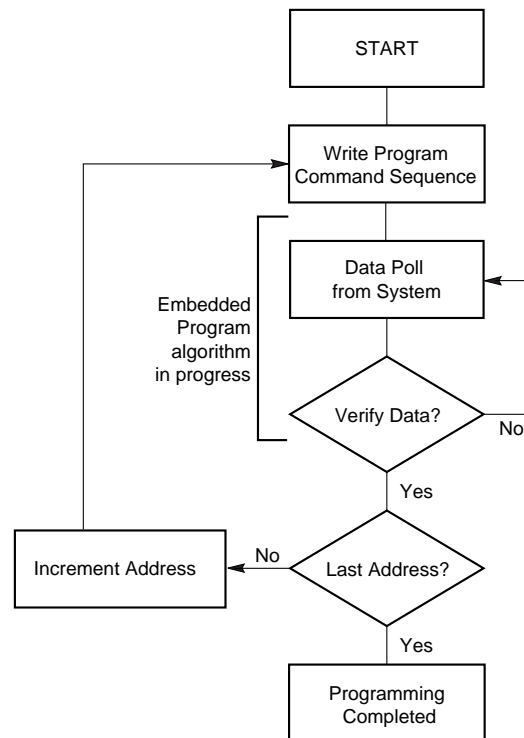 START
Write Program
Command Sequence
Data Poll
from System
Embedded
Program
algorithm
in progress
Verify Data?
No
Yes
No
Increment Address
Last Address?
Yes
Programming
Completed